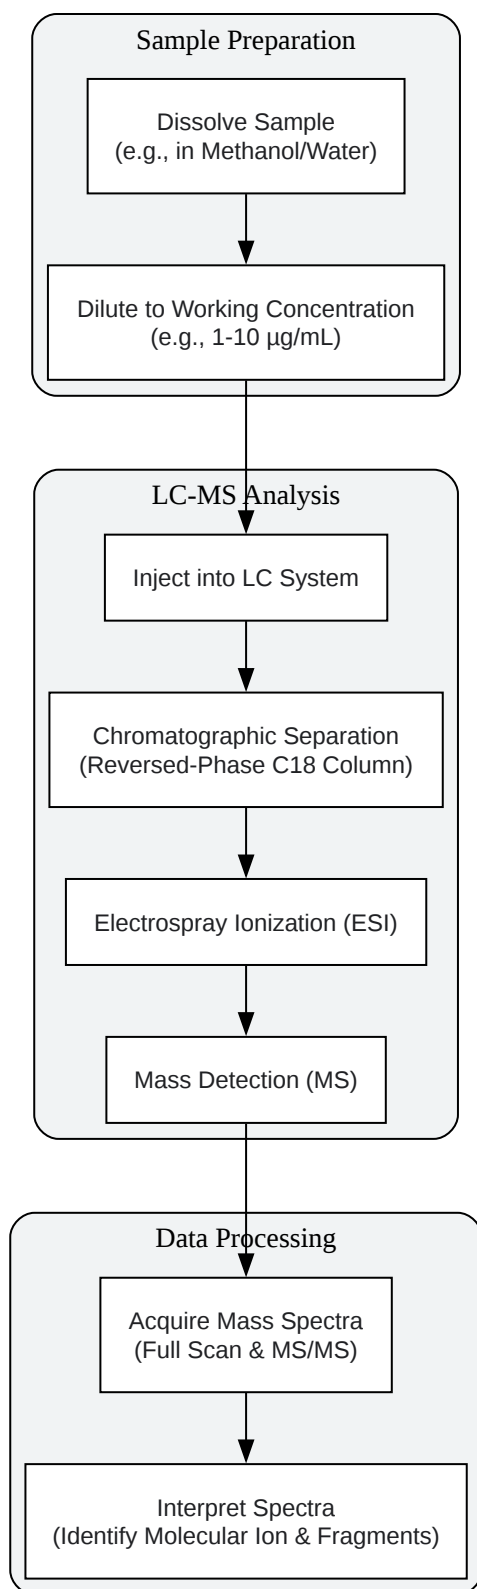 Sample Preparation
Dissolve Sample
(e.g., in Methanol/Water)
Dilute to Working Concentration
(e.g., 1-10 µg/mL)
LC-MS Analysis
Inject into LC System
Chromatographic Separation
(Reversed-Phase C18 Column)
Electrospray Ionization (ESI)
Mass Detection (MS)
Data Processing
Acquire Mass Spectra
(Full Scan & MS/MS)
Interpret Spectra
(Identify Molecular Ion & Fragments)